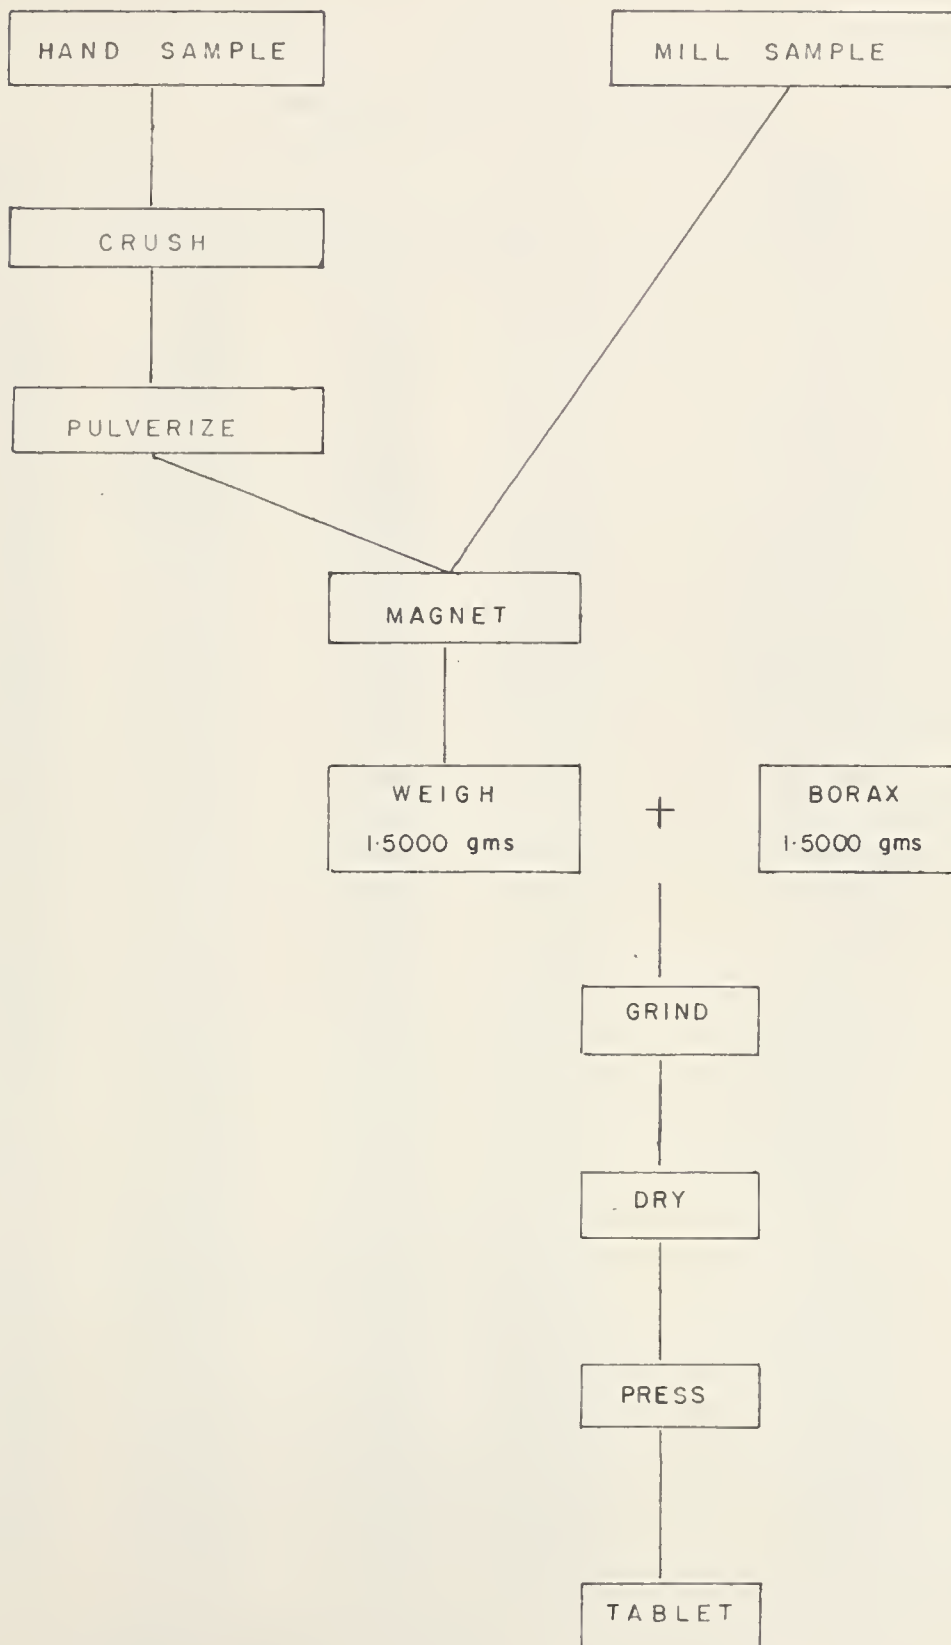 HAND SAMPLE
MILL SAMPLE
CRUSH
PULVERIZE
MAGNET
WEIGH
1·5000 gms
+
BORAX
1·5000 gms
GRIND
DRY
PRESS
TABLET